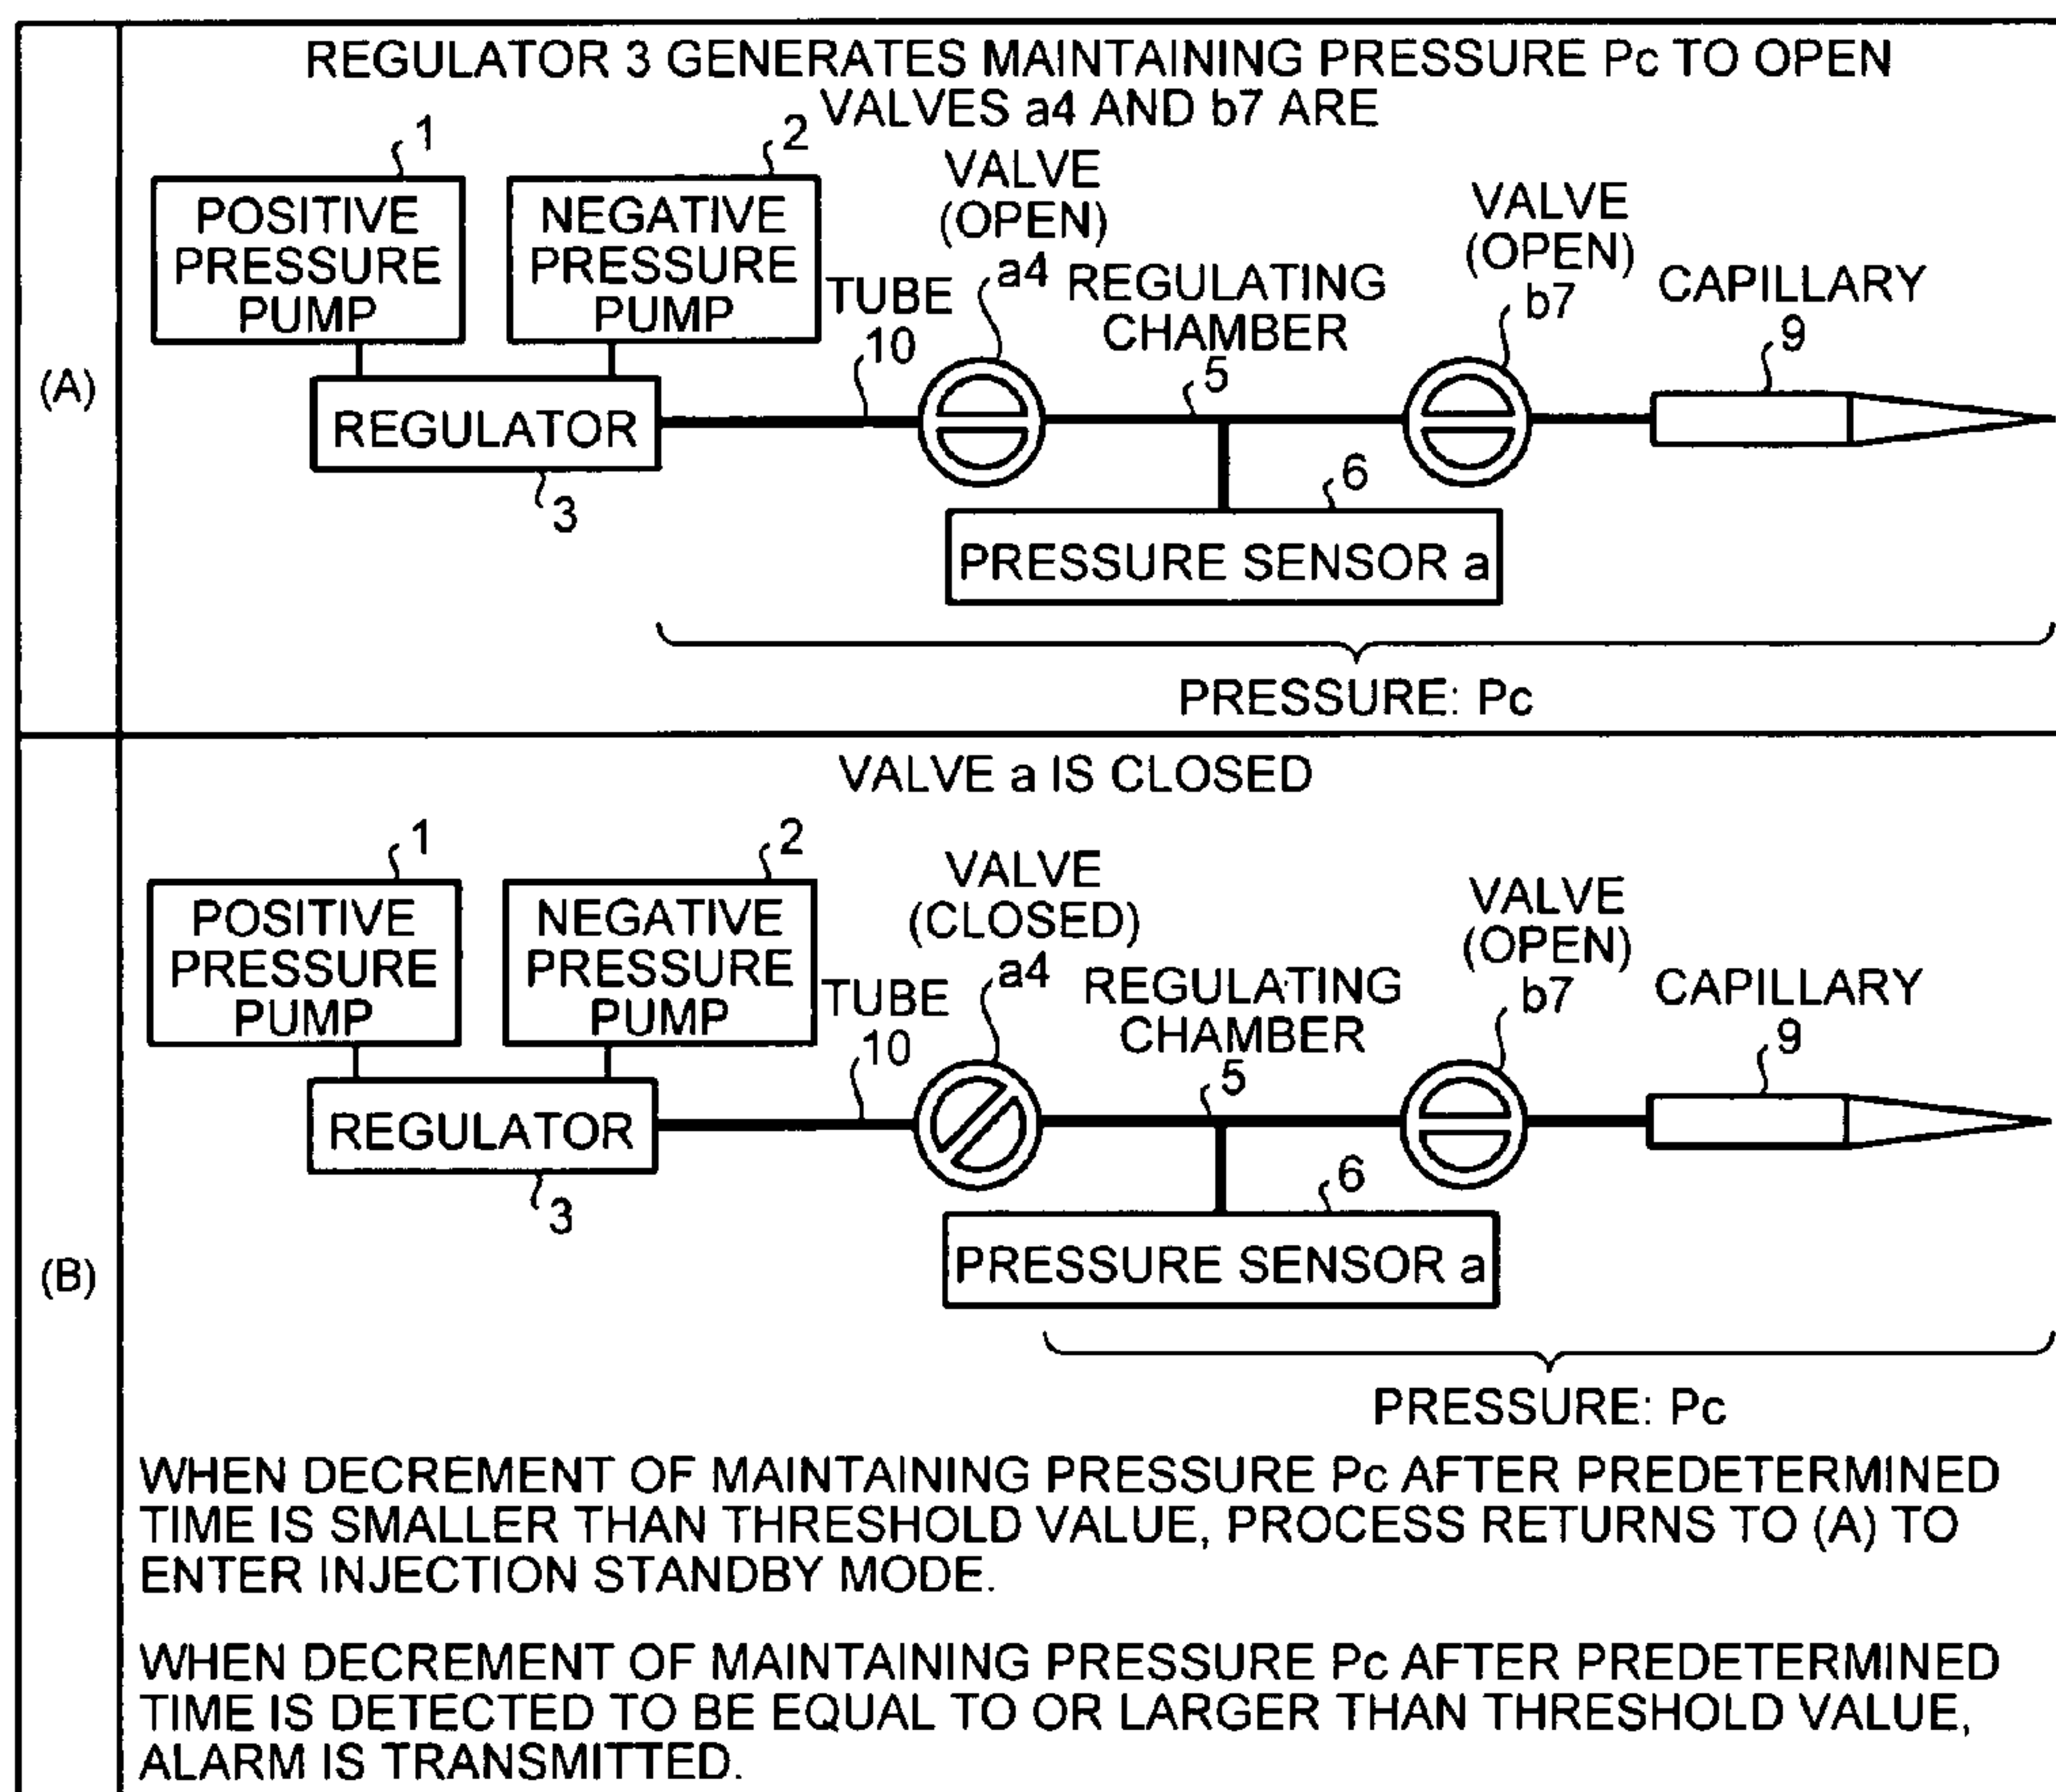 (A)
REGULATOR 3 GENERATES MAINTAINING PRESSURE Pc TO OPEN
VALVES a4 AND b7 ARE
1
POSITIVE
PRESSURE
PUMP
2
NEGATIVE
PRESSURE
PUMP
REGULATOR
3
TUBE
10
VALVE
(OPEN)
a4
REGULATING
CHAMBER
5
VALVE
(OPEN)
b7
CAPILLARY
9
6
PRESSURE SENSOR a
PRESSURE: Pc
(B)
VALVE a IS CLOSED
1
POSITIVE
PRESSURE
PUMP
2
NEGATIVE
PRESSURE
PUMP
REGULATOR
3
TUBE
10
VALVE
(CLOSED)
a4
REGULATING
CHAMBER
5
VALVE
(OPEN)
b7
CAPILLARY
9
6
PRESSURE SENSOR a
PRESSURE: Pc
WHEN DECREMENT OF MAINTAINING PRESSURE Pc AFTER PREDETERMINED
TIME IS SMALLER THAN THRESHOLD VALUE, PROCESS RETURNS TO (A) TO
ENTER INJECTION STANDBY MODE.
WHEN DECREMENT OF MAINTAINING PRESSURE Pc AFTER PREDETERMINED
TIME IS DETECTED TO BE EQUAL TO OR LARGER THAN THRESHOLD VALUE,
ALARM IS TRANSMITTED.